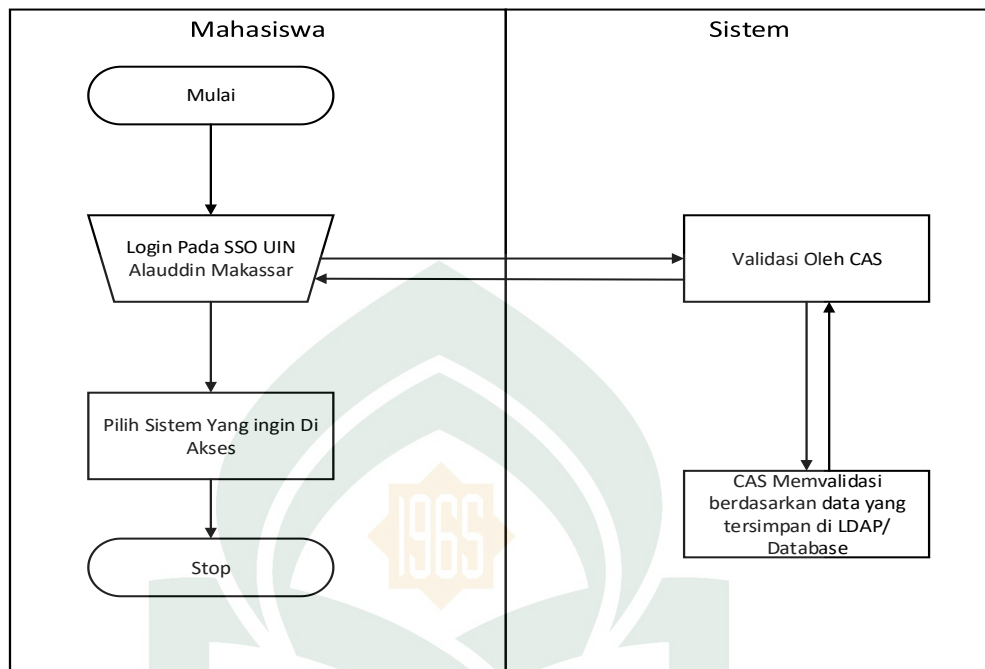 Mahasiswa
Sistem
Mulai
Login Pada SSO UIN
Alauddin Makassar
Validasi Oleh CAS
Pilih Sistem Yang ingin Di
Akses
CAS Memvalidasi
berdasarkan data yang
tersimpan di LDAP/
Database
Stop
1965